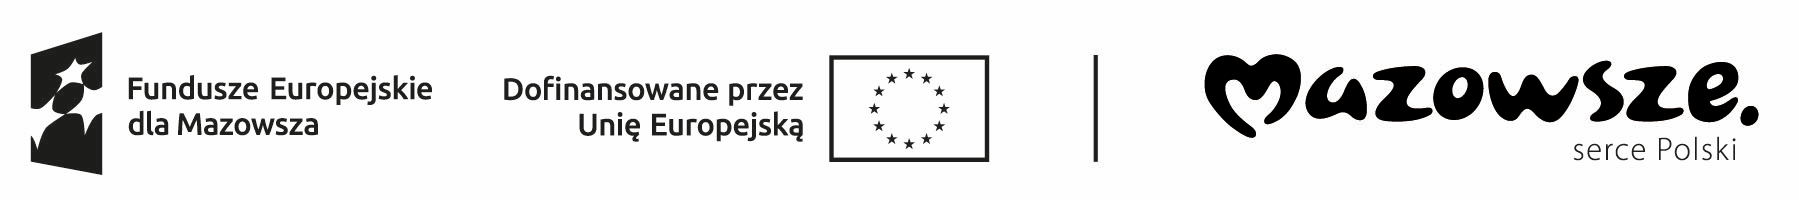 Fundusze Europejskie
dla Mazowsza
Dofinansowane przez
Unię Europejską
Mazowsze.
serce Polski